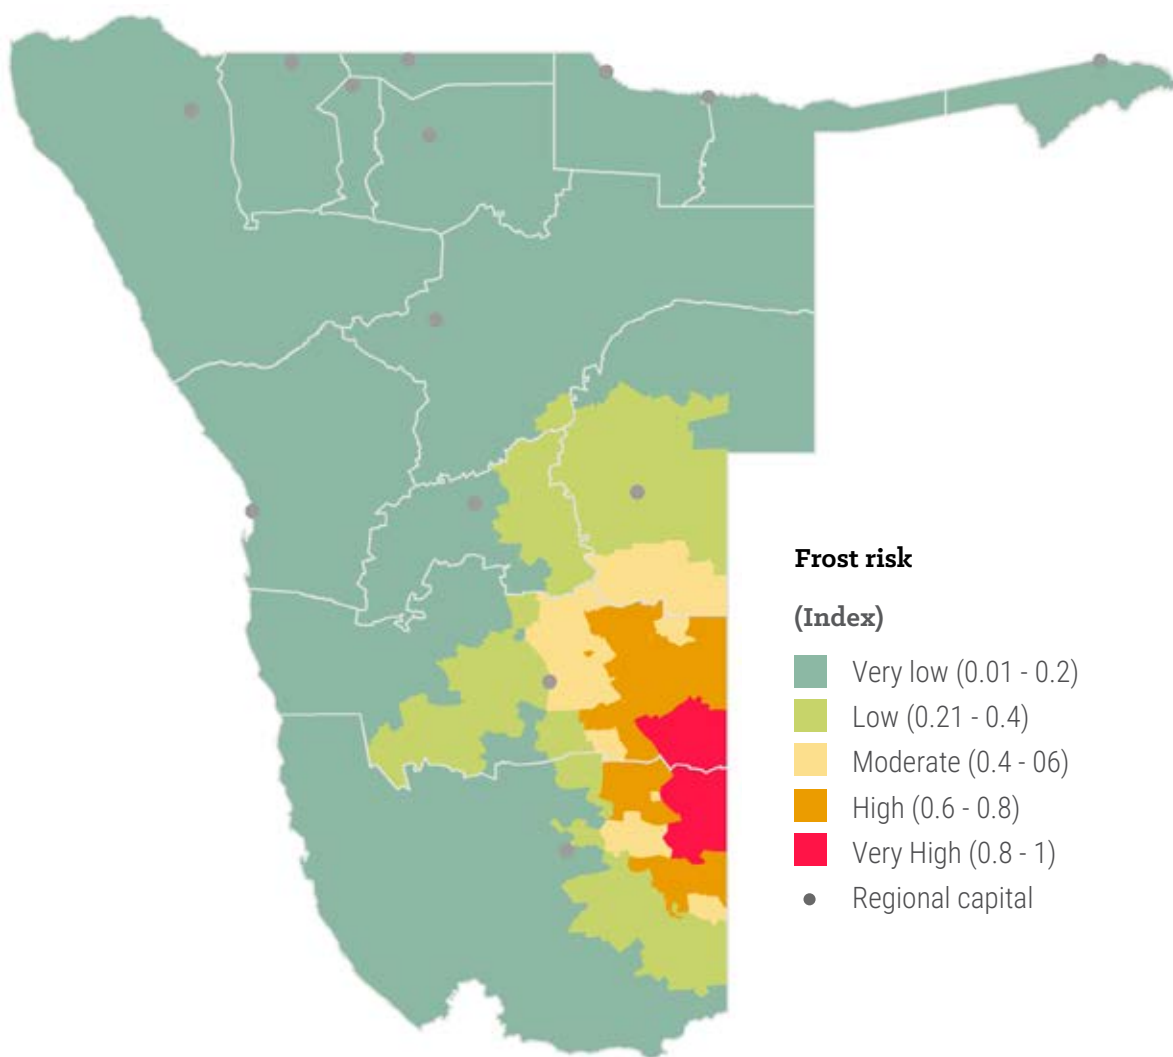 Frost risk
(Index)
Very low (0.01 - 0.2)
Low (0.21 - 0.4)
Moderate (0.4 - 06)
High (0.6 - 0.8)
Very High (0.8 - 1)
Regional capital